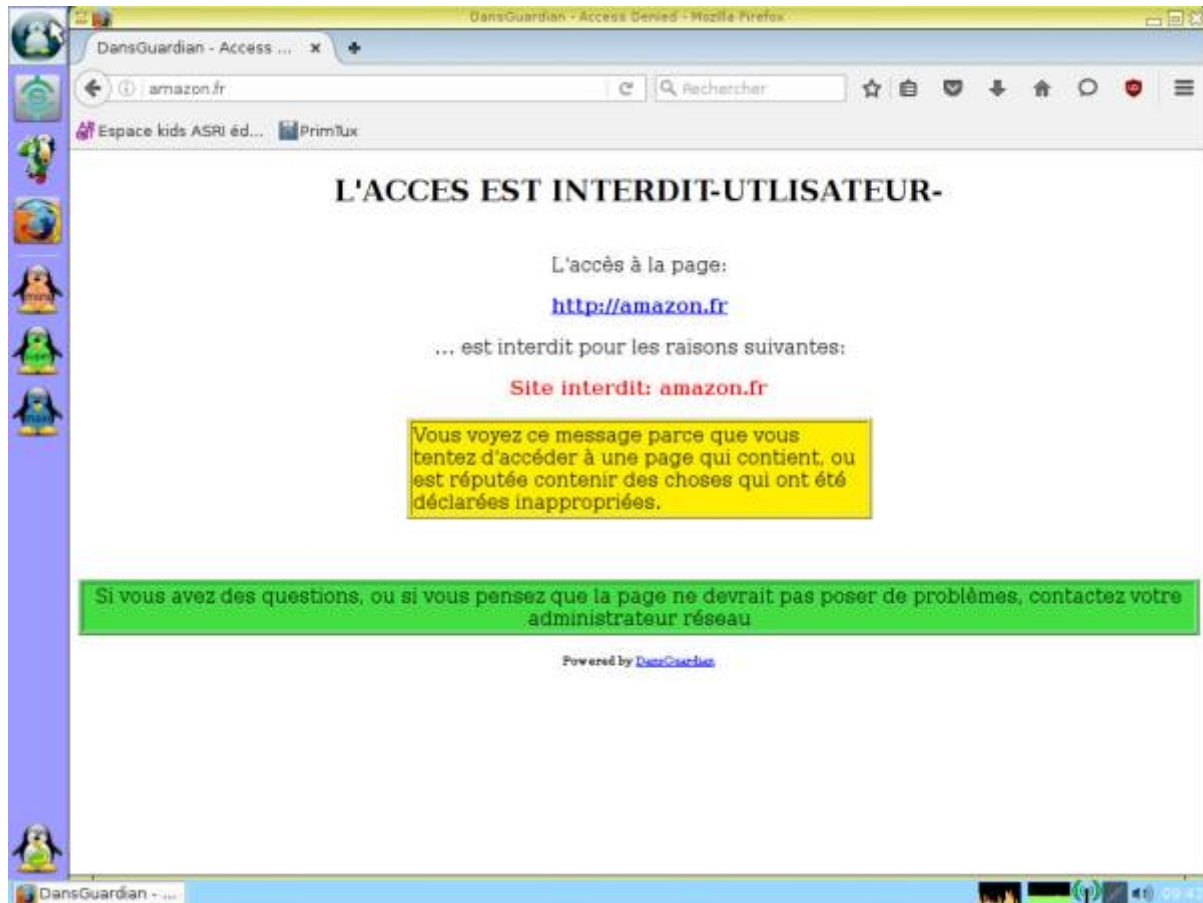 DansGuardian - Access Denied - Mozilla Firefox
DansGuardian - Access ...
amazon.fr
Rechercher
Espace kids ASRI éd... PrimTux
L'ACCES EST INTERDIT-UTLISATEUR-
L'accès à la page:
http://amazon.fr
... est interdit pour les raisons suivantes:
Site interdit: amazon.fr
Vous voyez ce message parce que vous
tentez d'accéder à une page qui contient, ou
est réputée contenir des choses qui ont été
déclarées inappropriées.
Si vous avez des questions, ou si vous pensez que la page ne devrait pas poser de problèmes, contactez votre
administrateur réseau
Powered by DansGuardian
mini
super
maxi
DansGuardian - ...